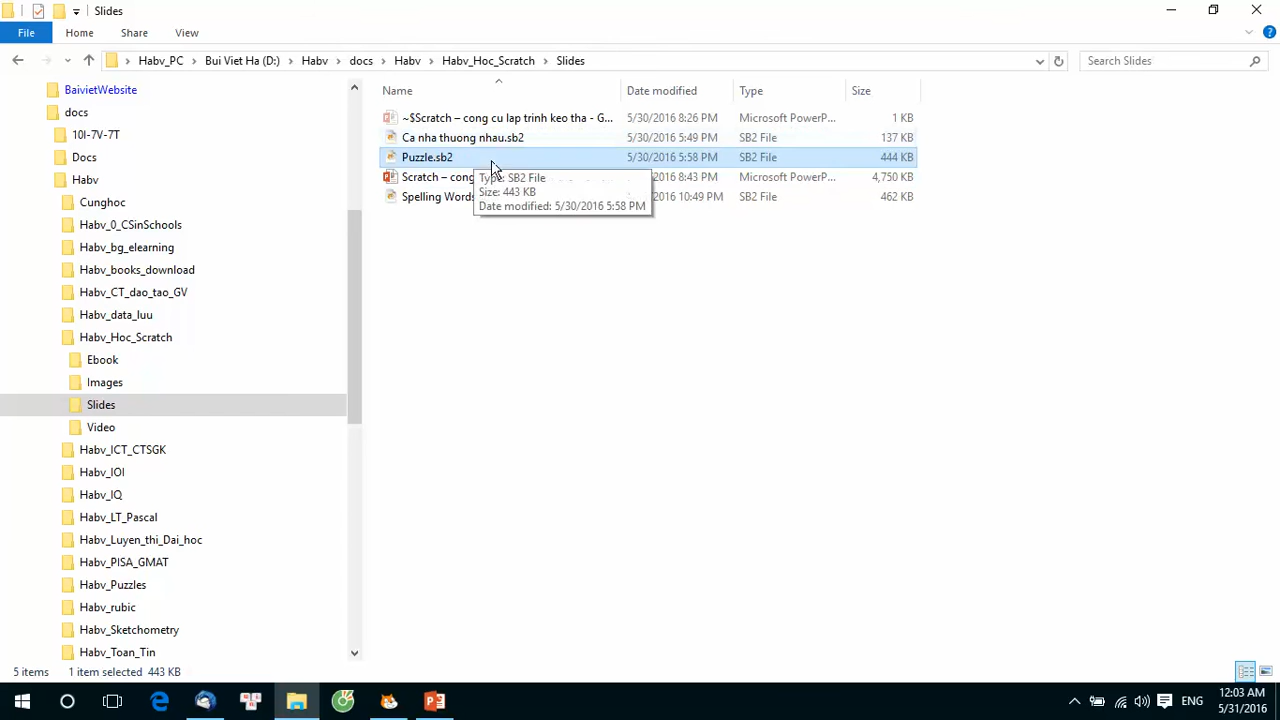 Slides
File Home Share View
Habv_PC Bui Viet Ha (D:) Habv docs Habv Habv_Hoc_Scratch Slides Search Slides
Name Date modified Type Size
~$Scratch – cong cu lap trinh keo tha - G... 5/30/2016 8:26 PM Microsoft PowerP... 1 KB
Ca nha thuong nhau.sb2 5/30/2016 5:49 PM SB2 File 137 KB
Puzzle.sb2 5/30/2016 5:58 PM SB2 File 444 KB
Scratch – cong 8:43 PM Microsoft PowerP... 4,750 KB
Spelling Words 10:49 PM SB2 File 462 KB
Type: SB2 File
Size: 443 KB
Date modified: 5/30/2016 5:58 PM
BaivietWebsite
docs
10I-7V-7T
Docs
Habv
Cunghoc
Habv_0_CSinSchools
Habv_bg_elearning
Habv_books_download
Habv_CT_dao_tao_GV
Habv_data_luu
Habv_Hoc_Scratch
Ebook
Images
Slides
Video
Habv_ICT_CTSGK
Habv_IOI
Habv_IQ
Habv_LT_Pascal
Habv_Luyen_thi_Dai_hoc
Habv_PISA_GMAT
Habv_Puzzles
Habv_rubic
Habv_Sketchometry
Habv_Toan_Tin
5 items 1 item selected 443 KB
ENG
12:03 AM
5/31/2016